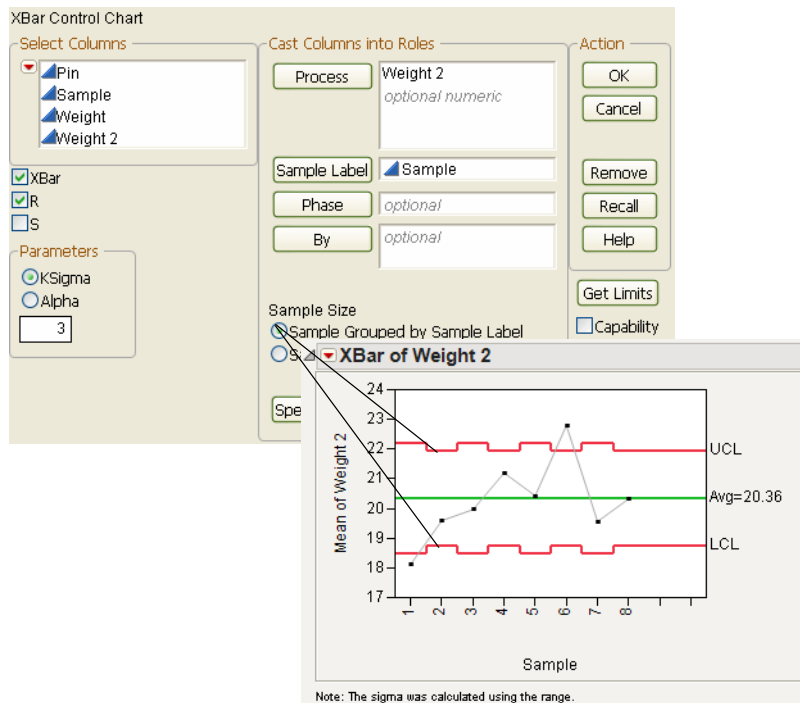 XBar Control Chart
Select Columns
Pin
Sample
Weight
Weight 2
XBar
R
S
Parameters
KSigma
Alpha
3
Cast Columns into Roles
Process
Weight 2
optional numeric
Sample Label
Sample
Phase
optional
By
optional
Sample Size
Sample Grouped by Sample Label
Action
OK
Cancel
Remove
Recall
Help
Get Limits
Capability
XBar of Weight 2
Mean of Weight 2
24
23
22
21
20
19
18
17
UCL
Avg=20.36
LCL
1
2
3
4
5
6
7
8
Sample
Note: The sigma was calculated using the range.